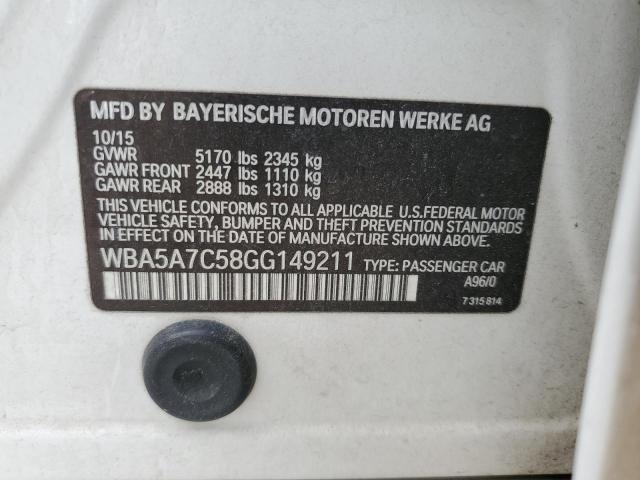 MFD BY BAYERISCHE MOTOREN WERKE AG
10/15
GVWR 5170 lbs 2345 kg
GAWR FRONT 2447 lbs 1110 kg
GAWR REAR 2888 lbs 1310 kg
THIS VEHICLE CONFORMS TO ALL APPLICABLE U.S.FEDERAL MOTOR
VEHICLE SAFETY, BUMPER AND THEFT PREVENTION STANDARDS
IN EFFECT ON THE DATE OF MANUFACTURE SHOWN ABOVE.
WBA5A7C58GG149211 TYPE: PASSENGER CAR
A96/0
7 315 814